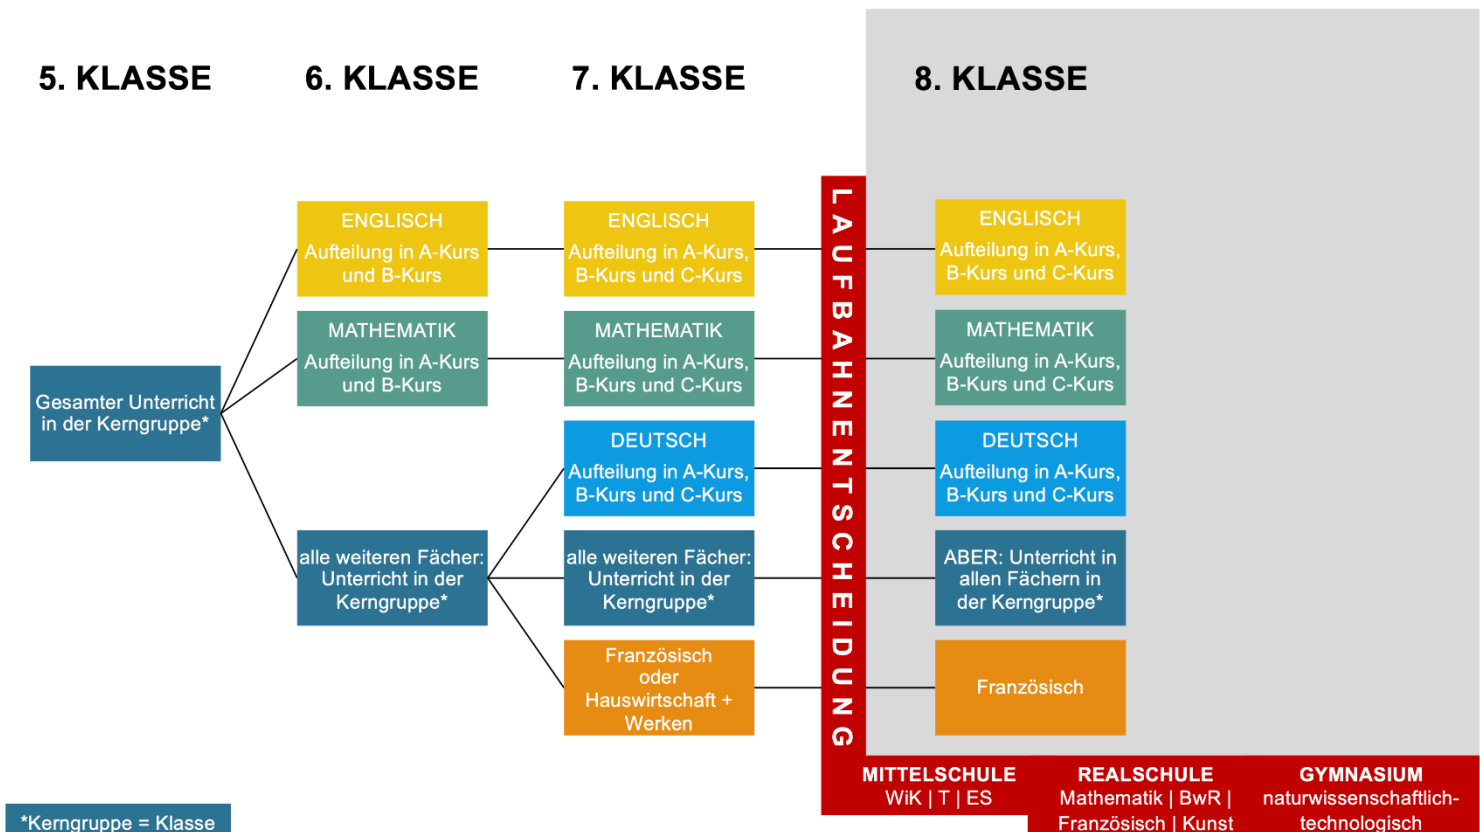 5. KLASSE
6. KLASSE
7. KLASSE
8. KLASSE
Gesamter Unterricht
in der Kerngruppe*
ENGLISCH
Aufteilung in A-Kurs
und B-Kurs
MATHEMATIK
Aufteilung in A-Kurs
und B-Kurs
alle weiteren Fächer:
Unterricht in der
Kerngruppe*
ENGLISCH
Aufteilung in A-Kurs,
B-Kurs und C-Kurs
MATHEMATIK
Aufteilung in A-Kurs,
B-Kurs und C-Kurs
DEUTSCH
Aufteilung in A-Kurs,
B-Kurs und C-Kurs
alle weiteren Fächer:
Unterricht in der
Kerngruppe*
Französisch
oder
Hauswirtschaft +
Werken
LAUFBAHNENTSCHEIDUNG
ENGLISCH
Aufteilung in A-Kurs,
B-Kurs und C-Kurs
MATHEMATIK
Aufteilung in A-Kurs,
B-Kurs und C-Kurs
DEUTSCH
Aufteilung in A-Kurs,
B-Kurs und C-Kurs
ABER: Unterricht in
allen Fächern in
der Kerngruppe*
Französisch
MITTELSCHULE
WiK | T | ES
REALSCHULE
Mathematik | BwR |
Französisch | Kunst
GYMNASIUM
naturwissenschaftlich-
technologisch
*Kerngruppe = Klasse